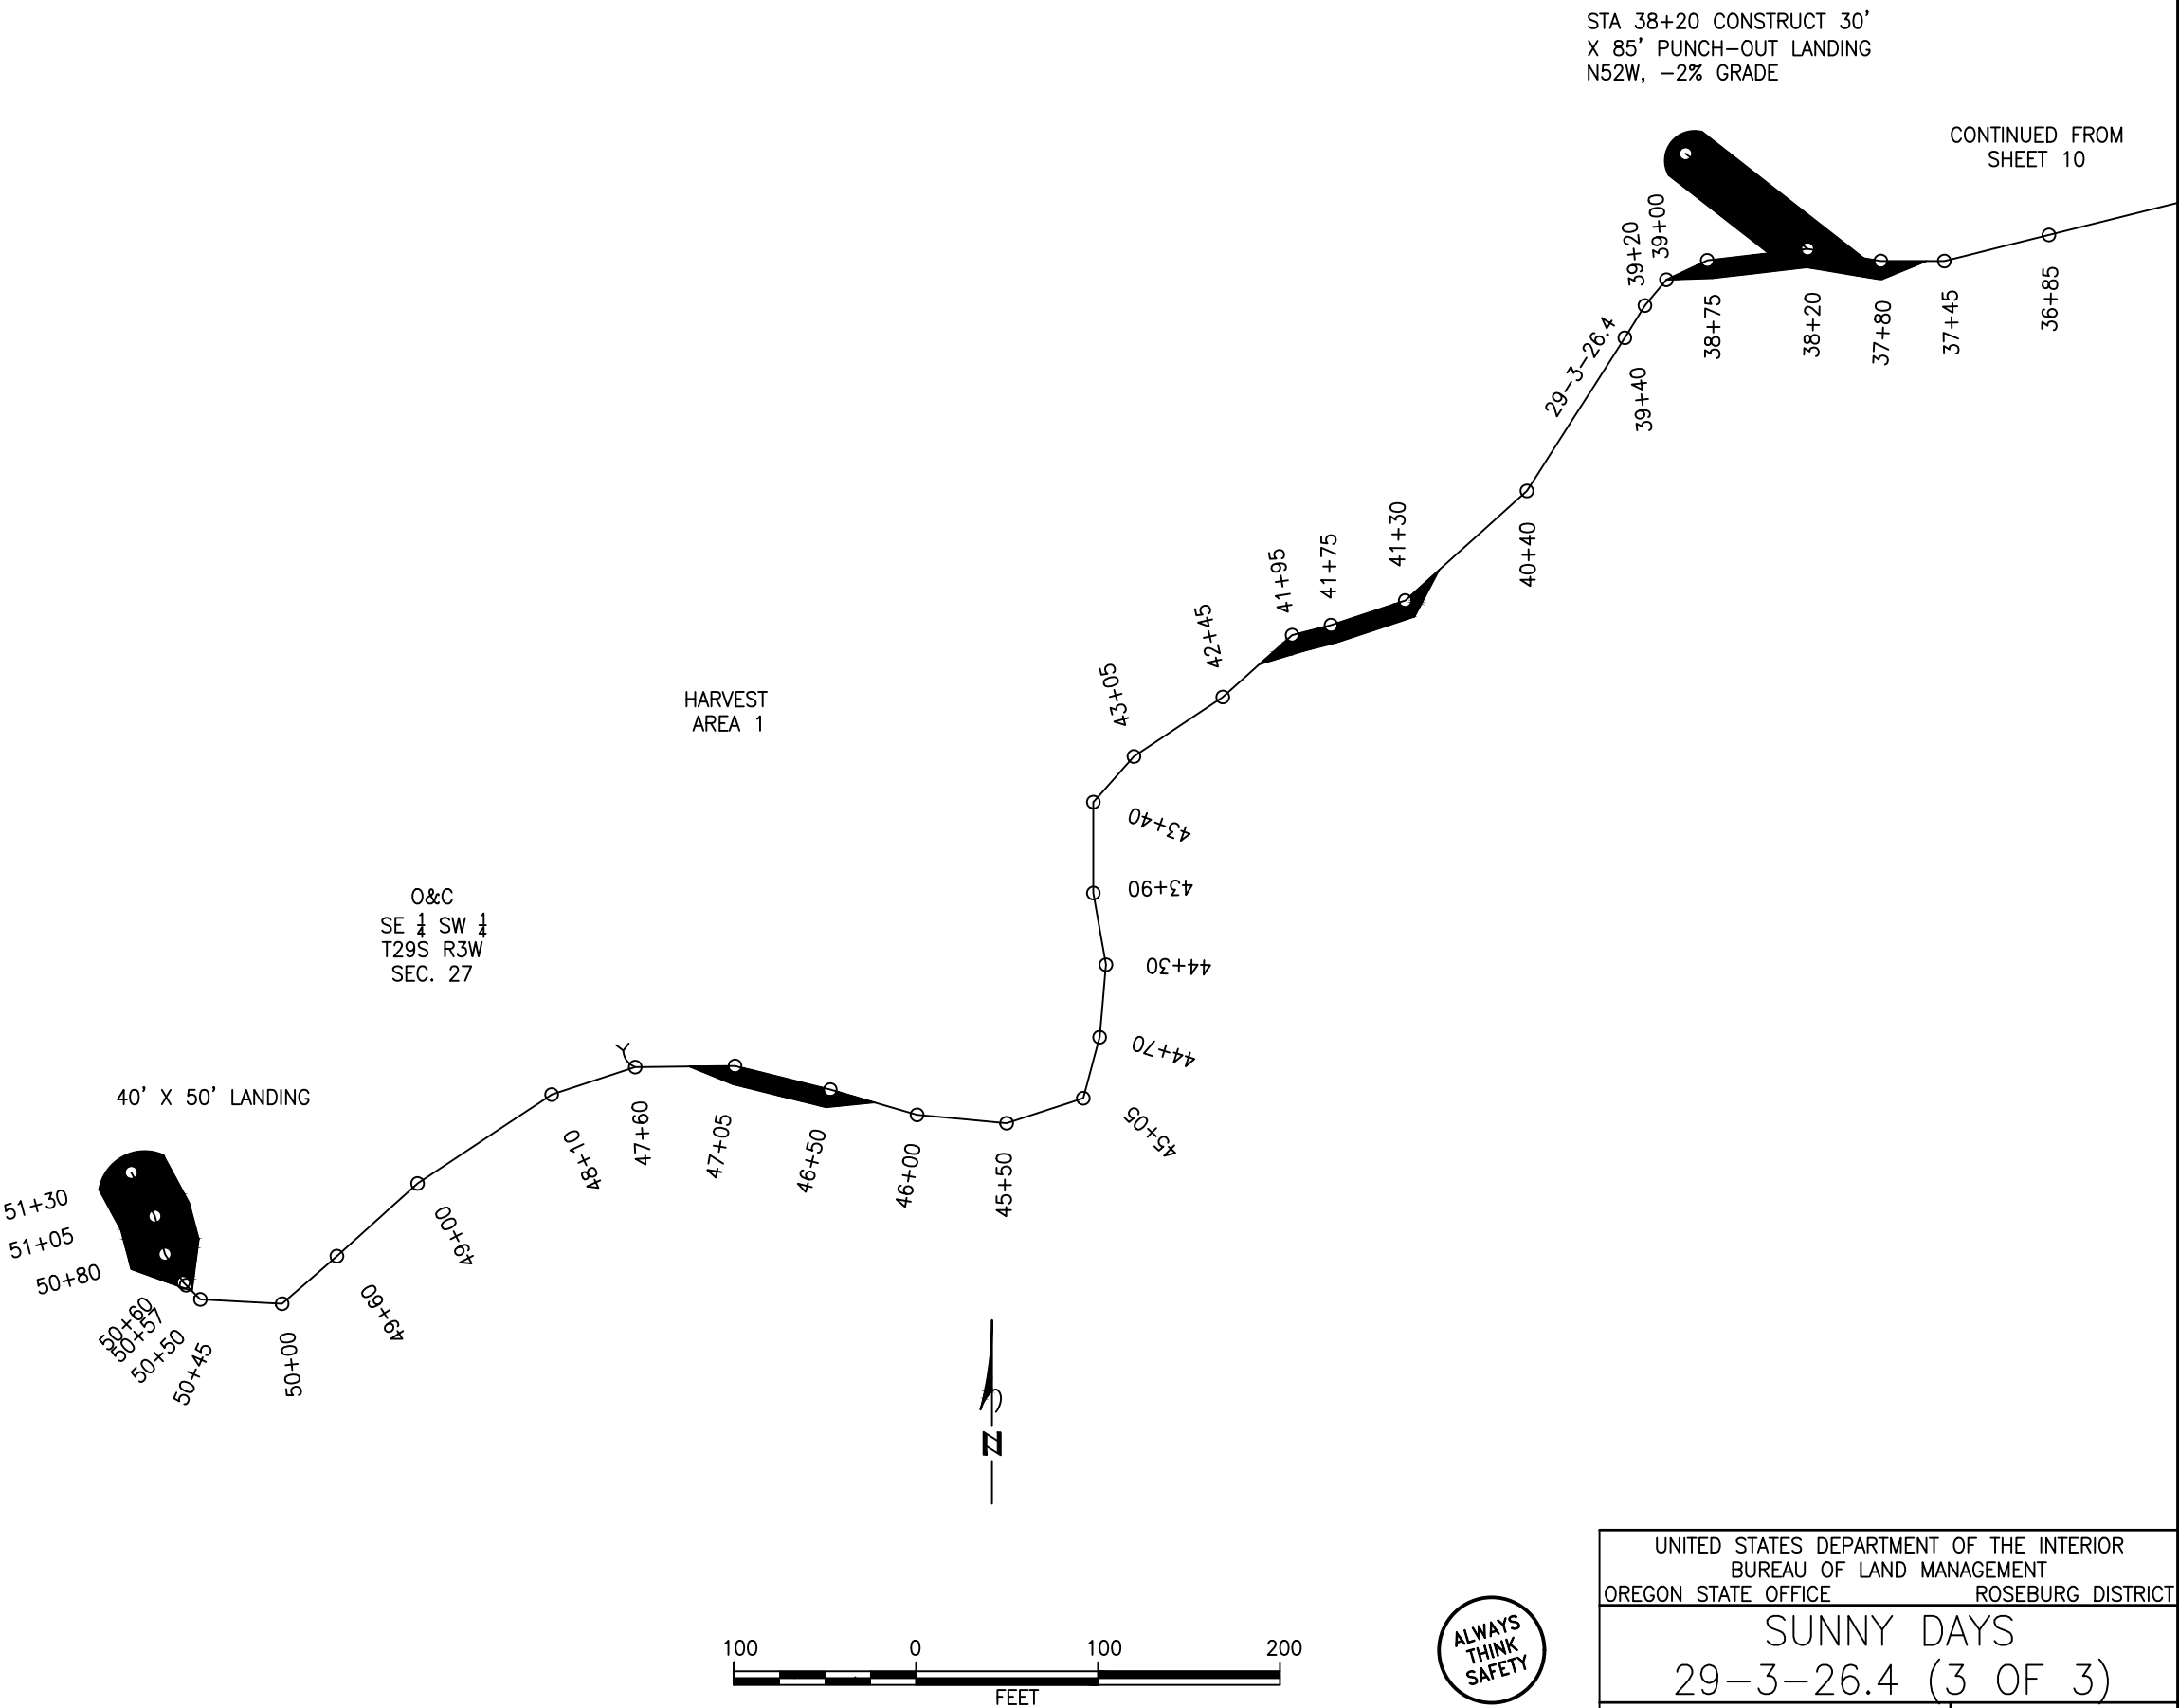 STA 38+20 CONSTRUCT 30'
X 85' PUNCH-OUT LANDING
N52W, -2% GRADE
CONTINUED FROM
SHEET 10
36+85
37+45
37+80
38+20
38+75
39+00
39+20
39+40
29-3-26.4
40+40
41+30
41+75
41+95
42+45
43+05
43+40
43+90
44+30
44+70
45+05
45+50
46+00
46+50
47+05
47+60
48+10
49+00
49+60
50+00
50+45
50+50
50+57
50+60
50+80
51+05
51+30
HARVEST
AREA 1
O&C
SE 1/4 SW 1/4
T29S R3W
SEC. 27
Y
40' X 50' LANDING
N
100 0 100 200
FEET
ALWAYS
THINK
SAFETY
UNITED STATES DEPARTMENT OF THE INTERIOR
BUREAU OF LAND MANAGEMENT
OREGON STATE OFFICE ROSEBURG DISTRICT
SUNNY DAYS
29-3-26.4 (3 OF 3)